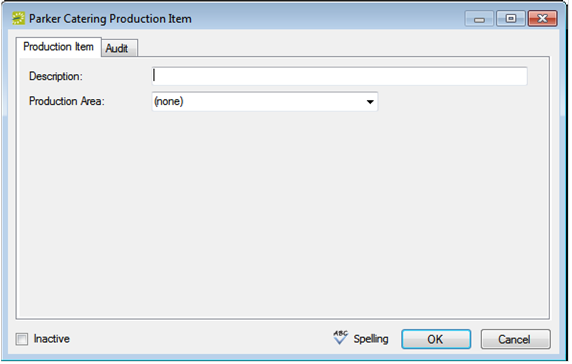 Parker Catering Production Item
Production Item Audit
Description:
Production Area: (none)
Inactive ABC Spelling OK Cancel